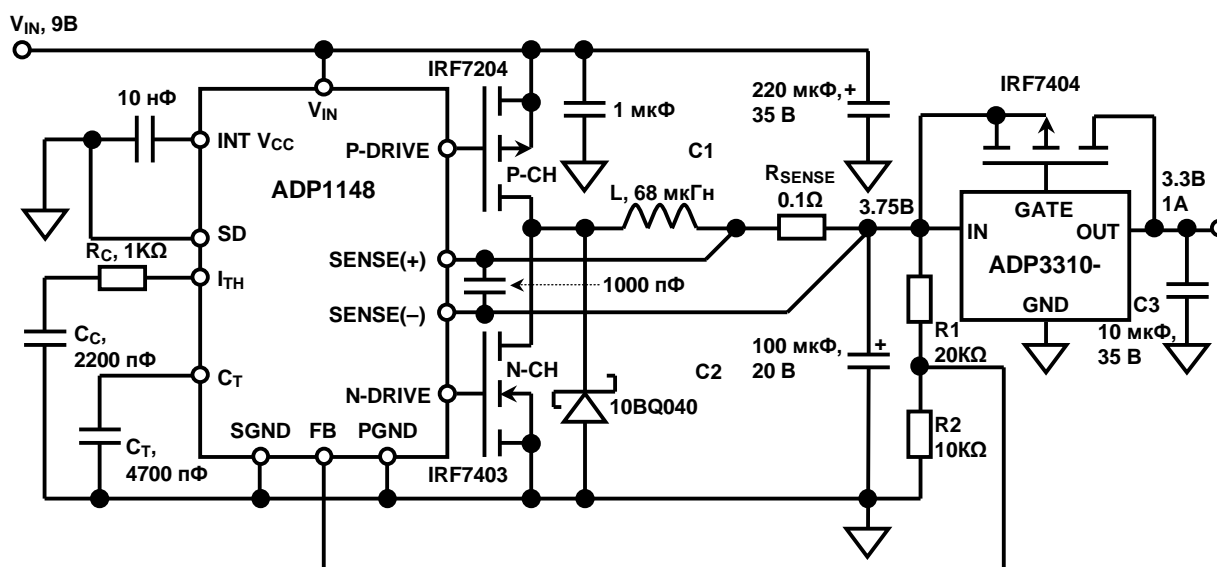 VIN, 9В
IRF7204
10 нФ
VIN
1 мкФ
220 мкФ, +
35 В
IRF7404
INT VCC
P-DRIVE
P-CH
C1
ADP1148
L, 68 мкГн
RSENSE
0.1Ω
3.75В
3.3В
1А
GATE
IN
OUT
ADP3310-
GND
SD
RC, 1KΩ
ITH
SENSE(+)
1000 пФ
SENSE(–)
CC,
2200 пФ
CT
N-DRIVE
N-CH
10BQ040
C2
100 мкФ, +
20 В
R1
20KΩ
C3
10 мкФ,
35 В
R2
10KΩ
SGND
FB
PGND
CT,
4700 пФ
IRF7403